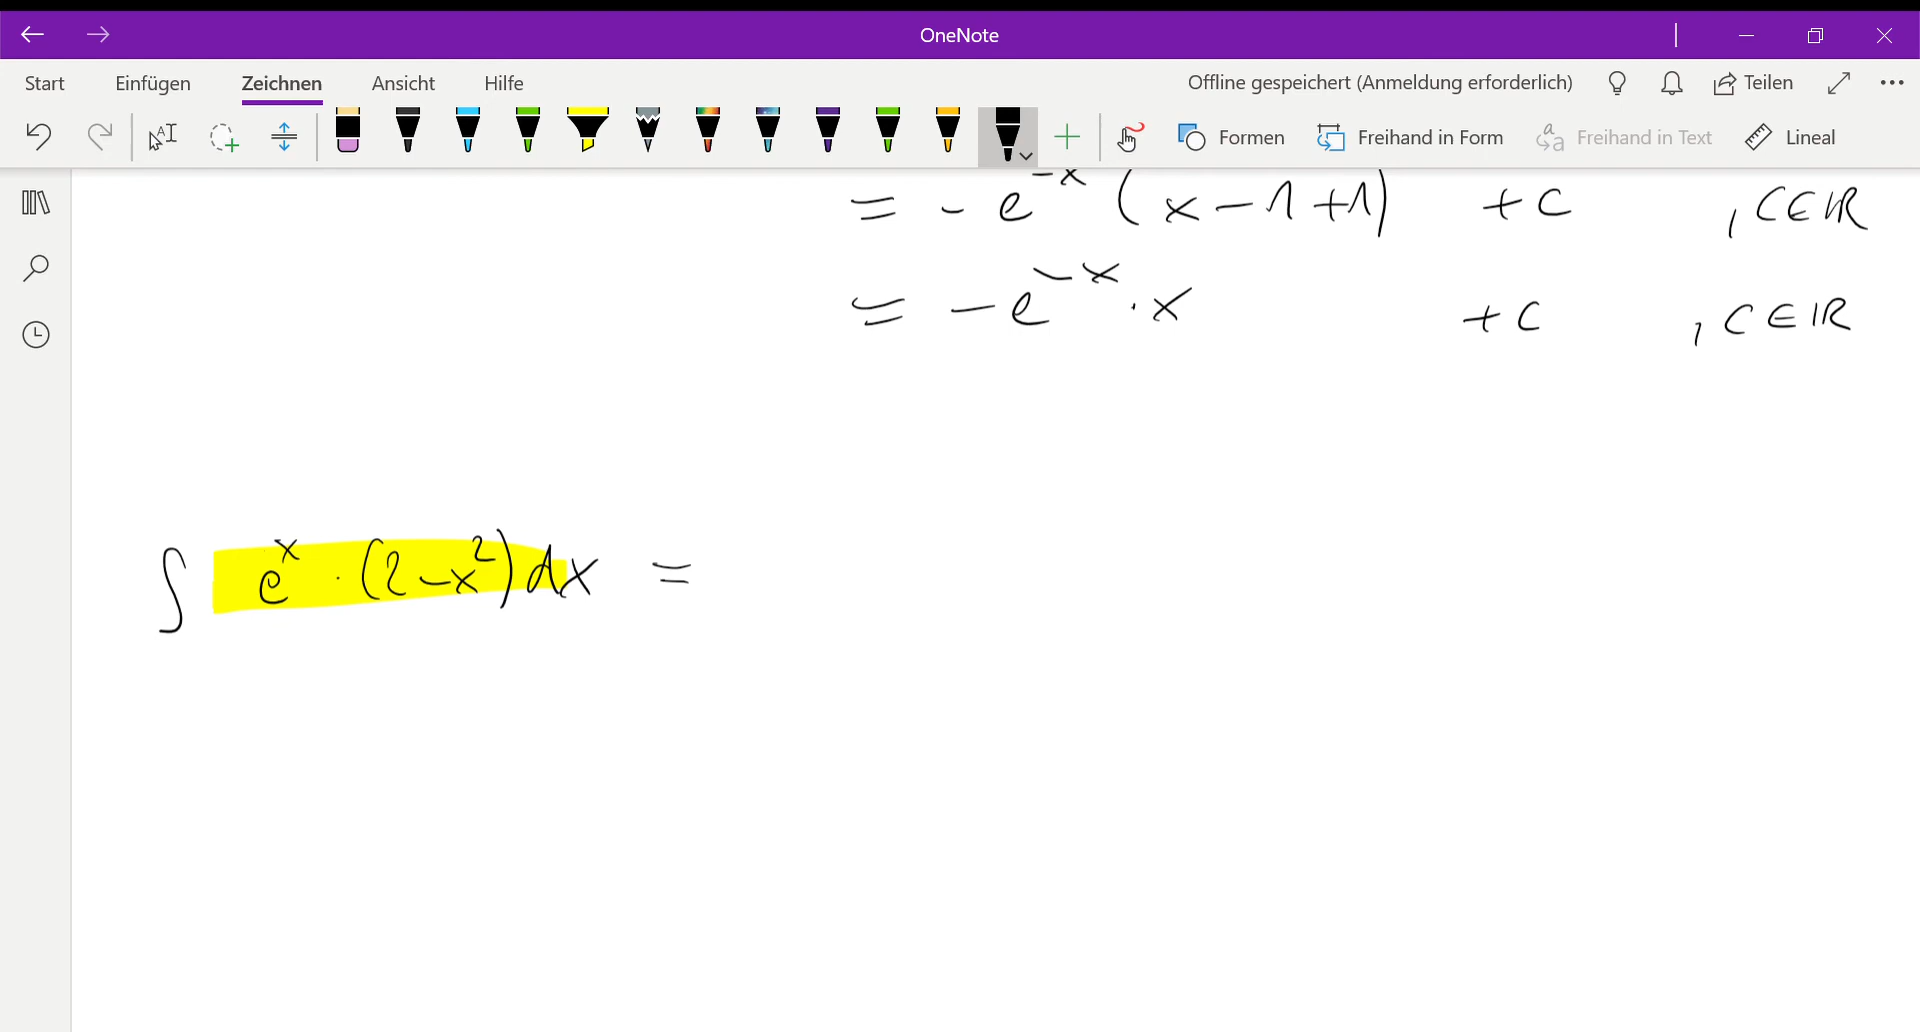 OneNote
Start Einfügen Zeichnen Ansicht Hilfe Offline gespeichert (Anmeldung erforderlich) Teilen
Formen Freihand in Form Freihand in Text Lineal
= - e^{-x} (x - 1 + 1) + C , C ∈ ℝ
= - e^{-x} · x + C , C ∈ ℝ
∫ e^x · (2 - x^2) dx =